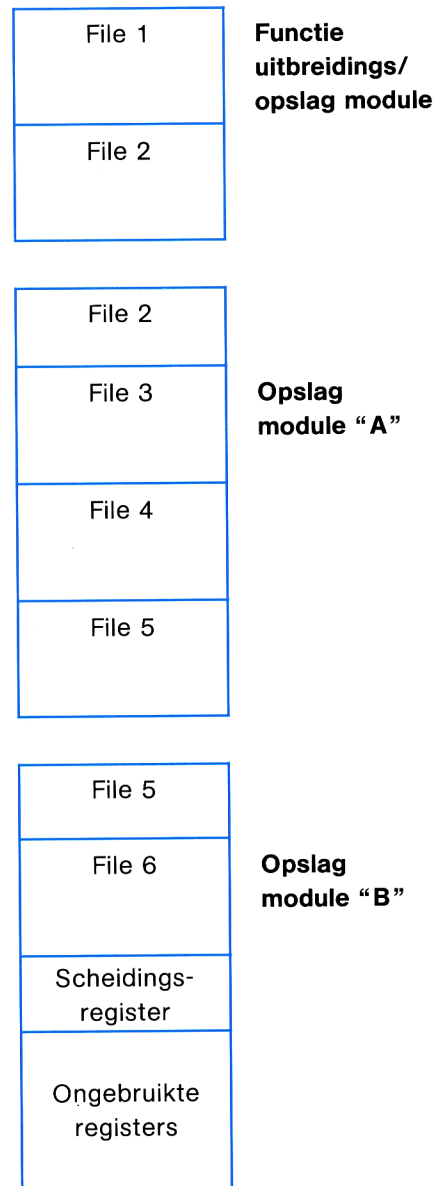 File 1
Functie
uitbreidings/
opslag module
File 2
File 2
File 3
Opslag
module “A”
File 4
File 5
File 5
File 6
Opslag
module “B”
Scheidings-
register
Ongebruikte
registers